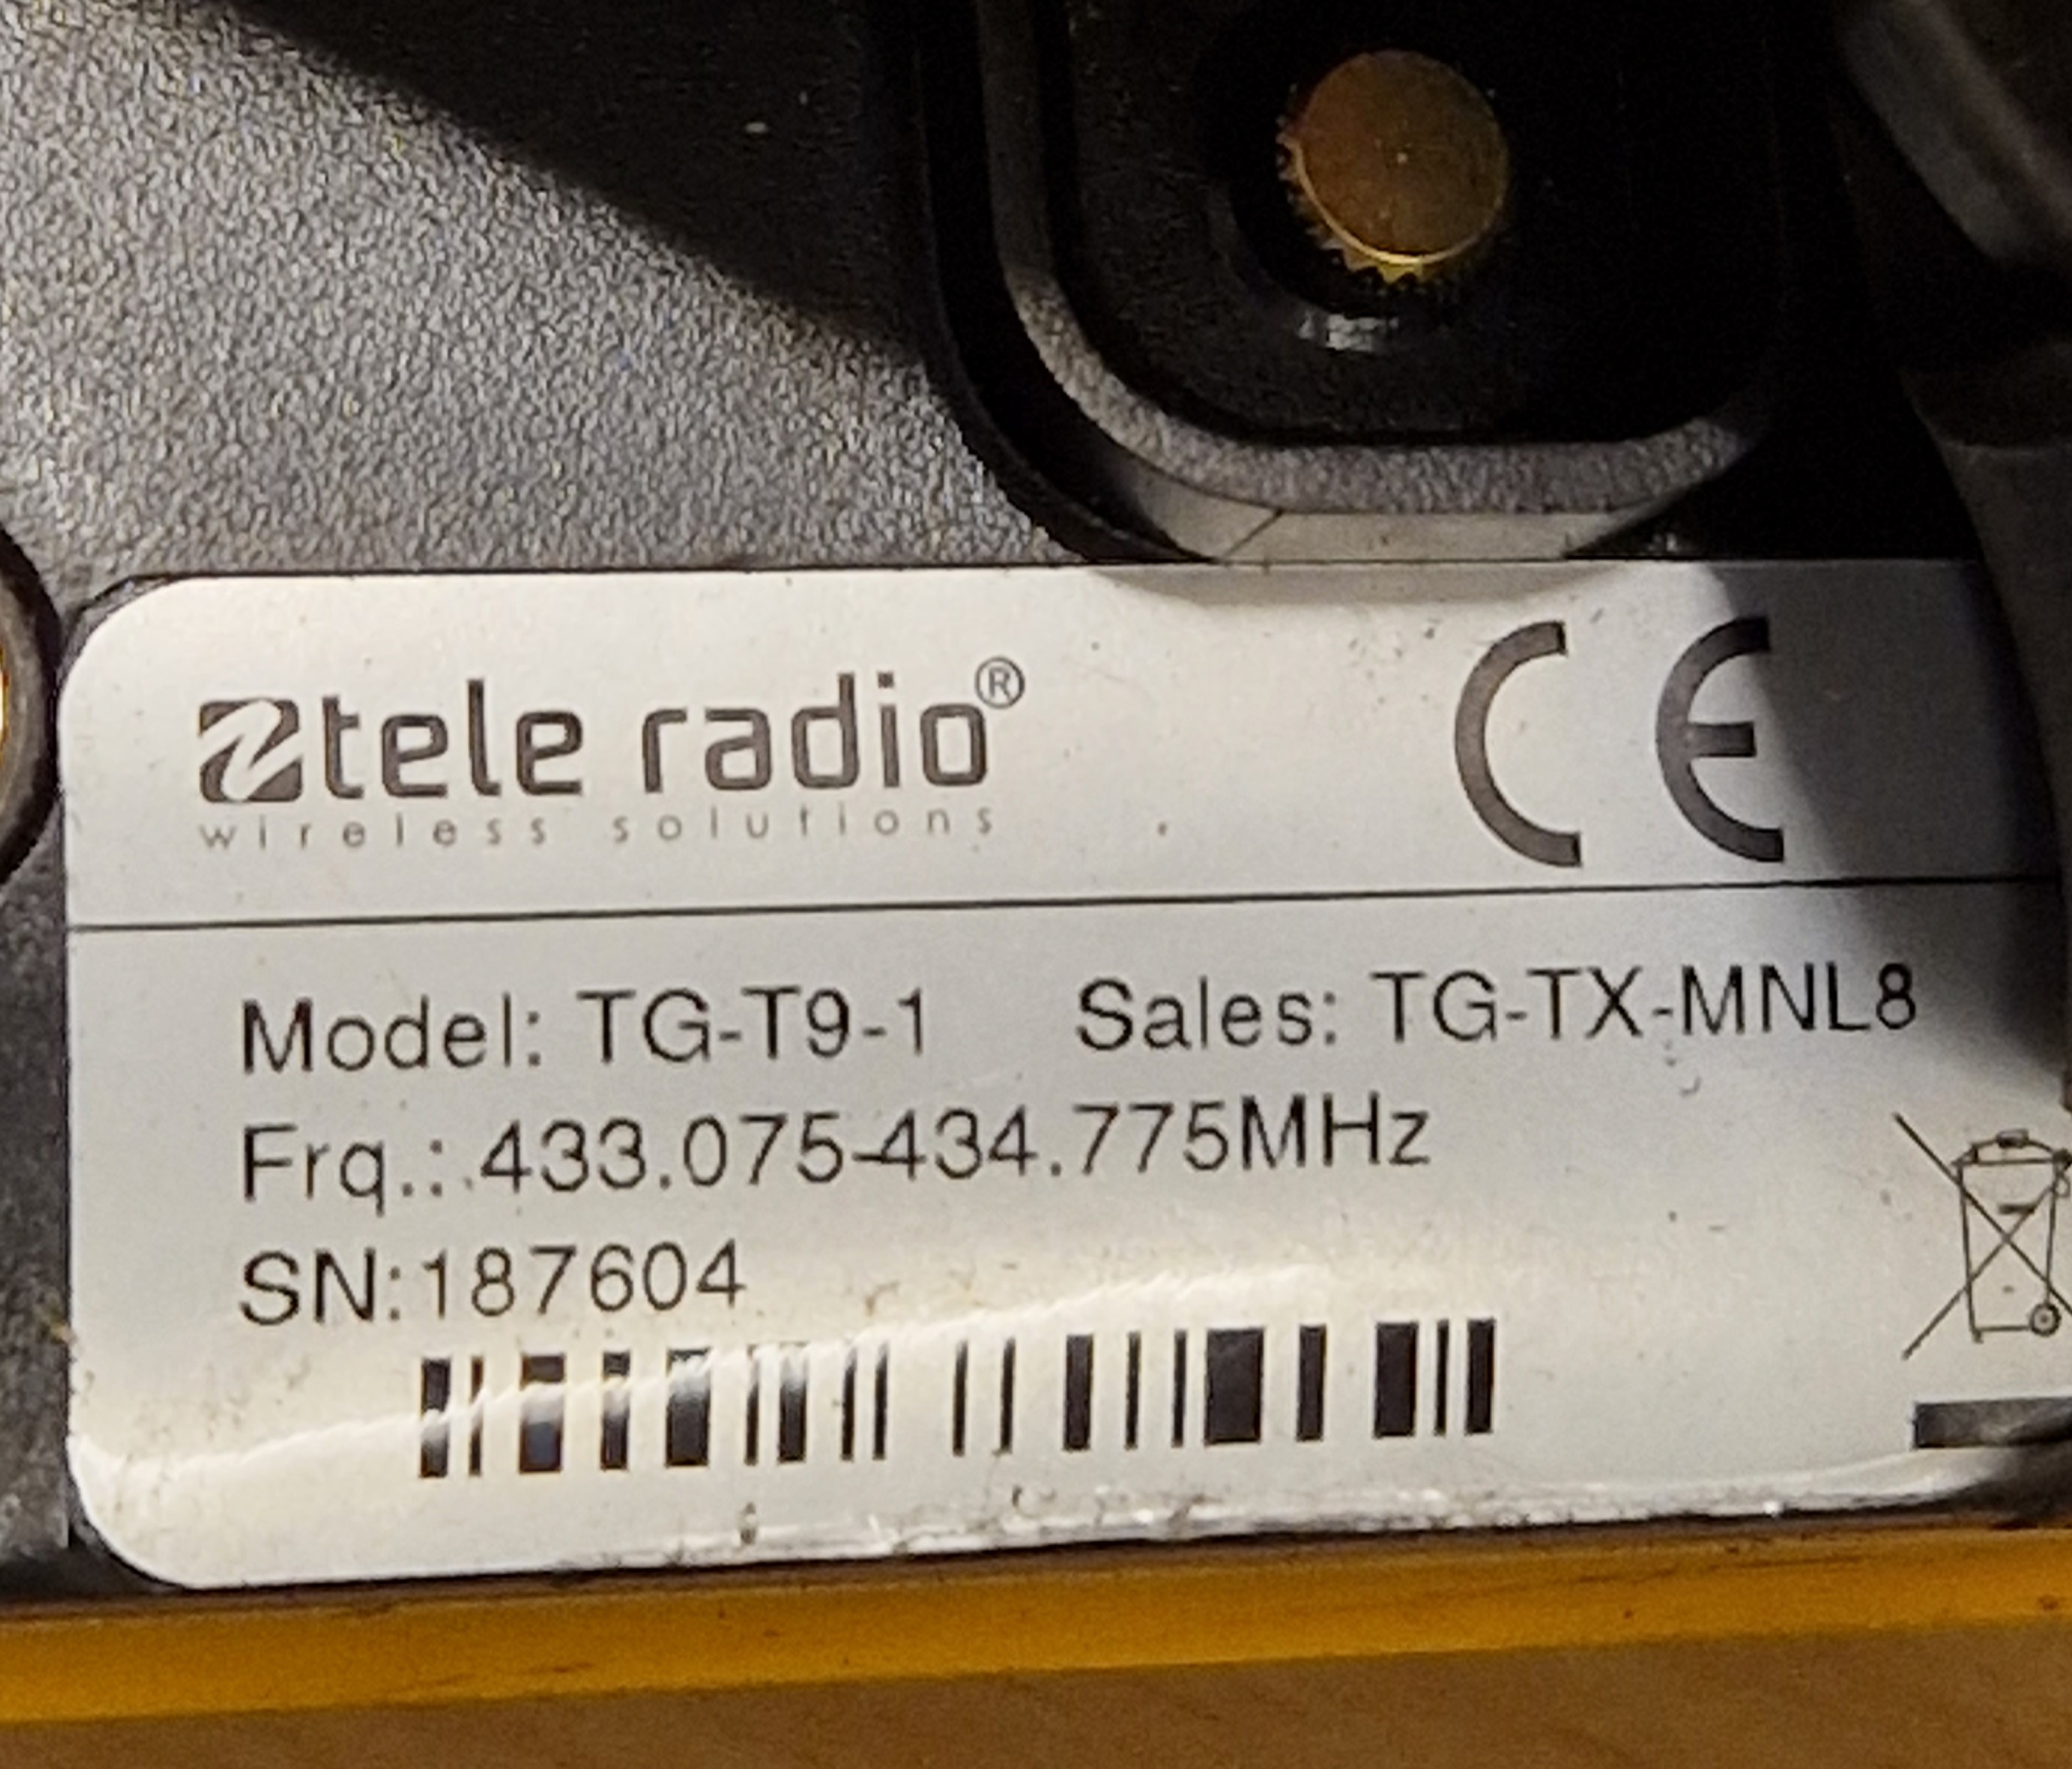 tele radio®
wireless solutions
CE
Model: TG-T9-1 Sales: TG-TX-MNL8
Frq.: 433.075-434.775MHz
SN:187604